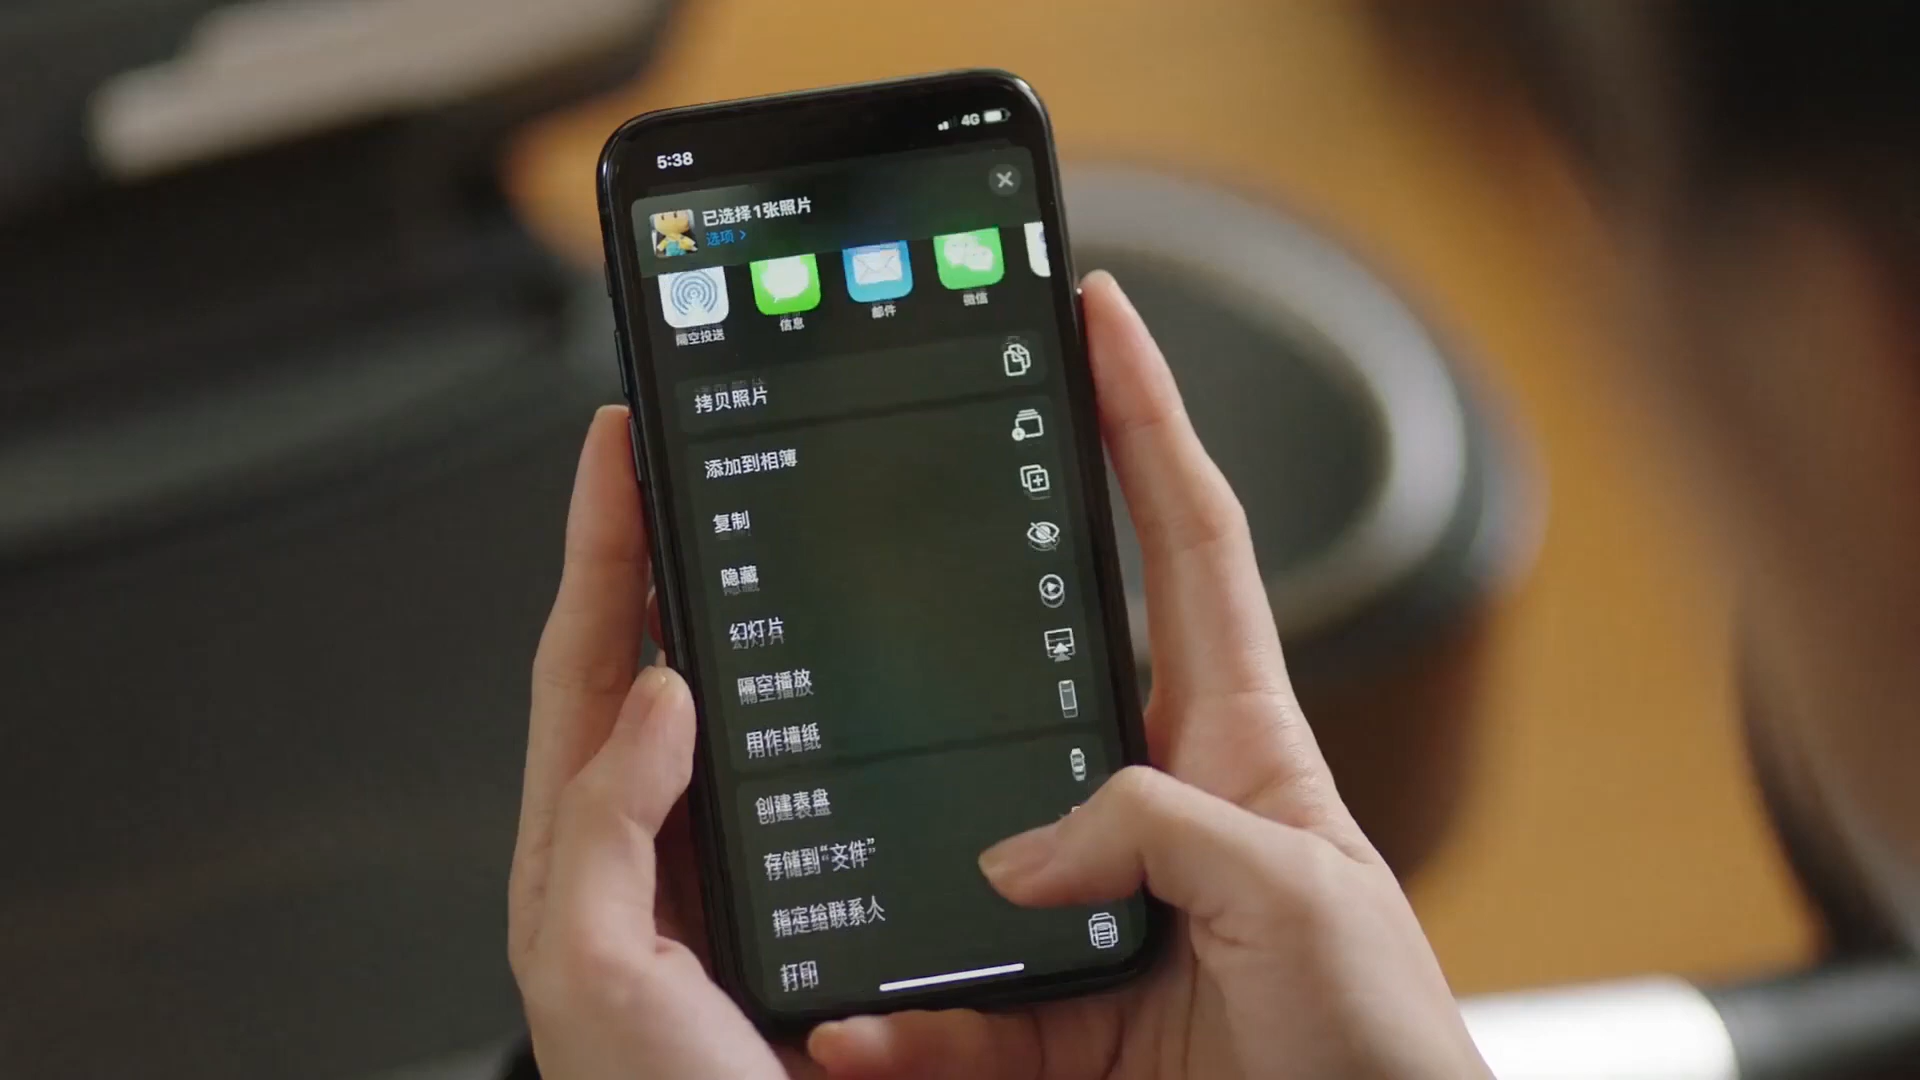 5:38
4G
已选择1张照片
选项 >
隔空投送
信息
邮件
微信
拷贝照片
添加到相簿
复制
隐藏
幻灯片
隔空播放
用作墙纸
创建表盘
存储到“文件”
指定给联系人
打印